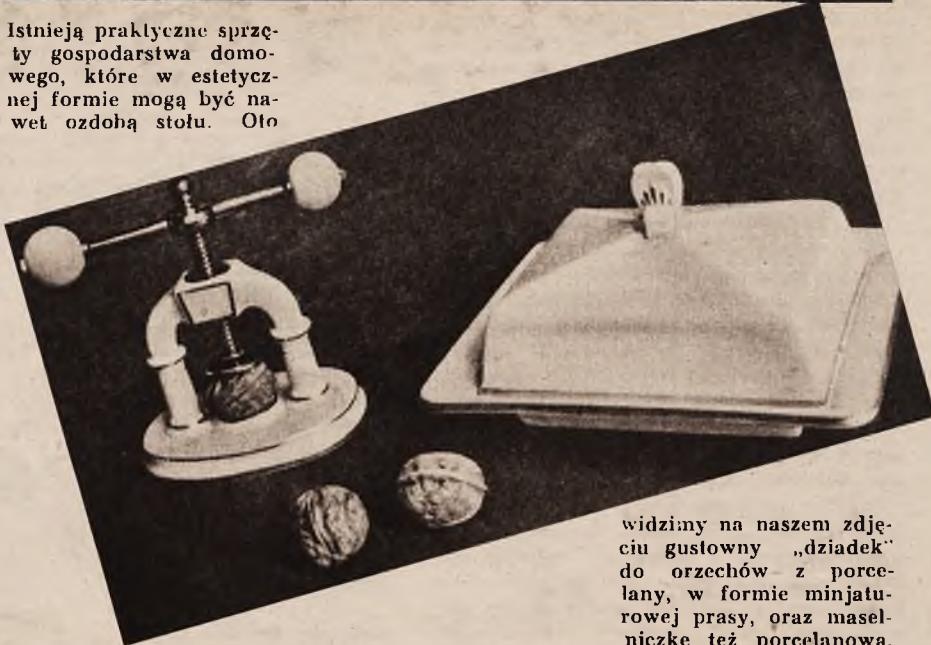 Istnieją praktyczne sprzę-
ty gospodarstwa domo-
wego, które w estetycz-
nej formie mogą być na-
wet ozdobą stołu. Oto
widzimy na naszem zdję-
ciu gustowny „dziadek"
do orzechów z porce-
lany, w formie minjatu-
rowej prasy, oraz masel-
niczkę też porcelanową.